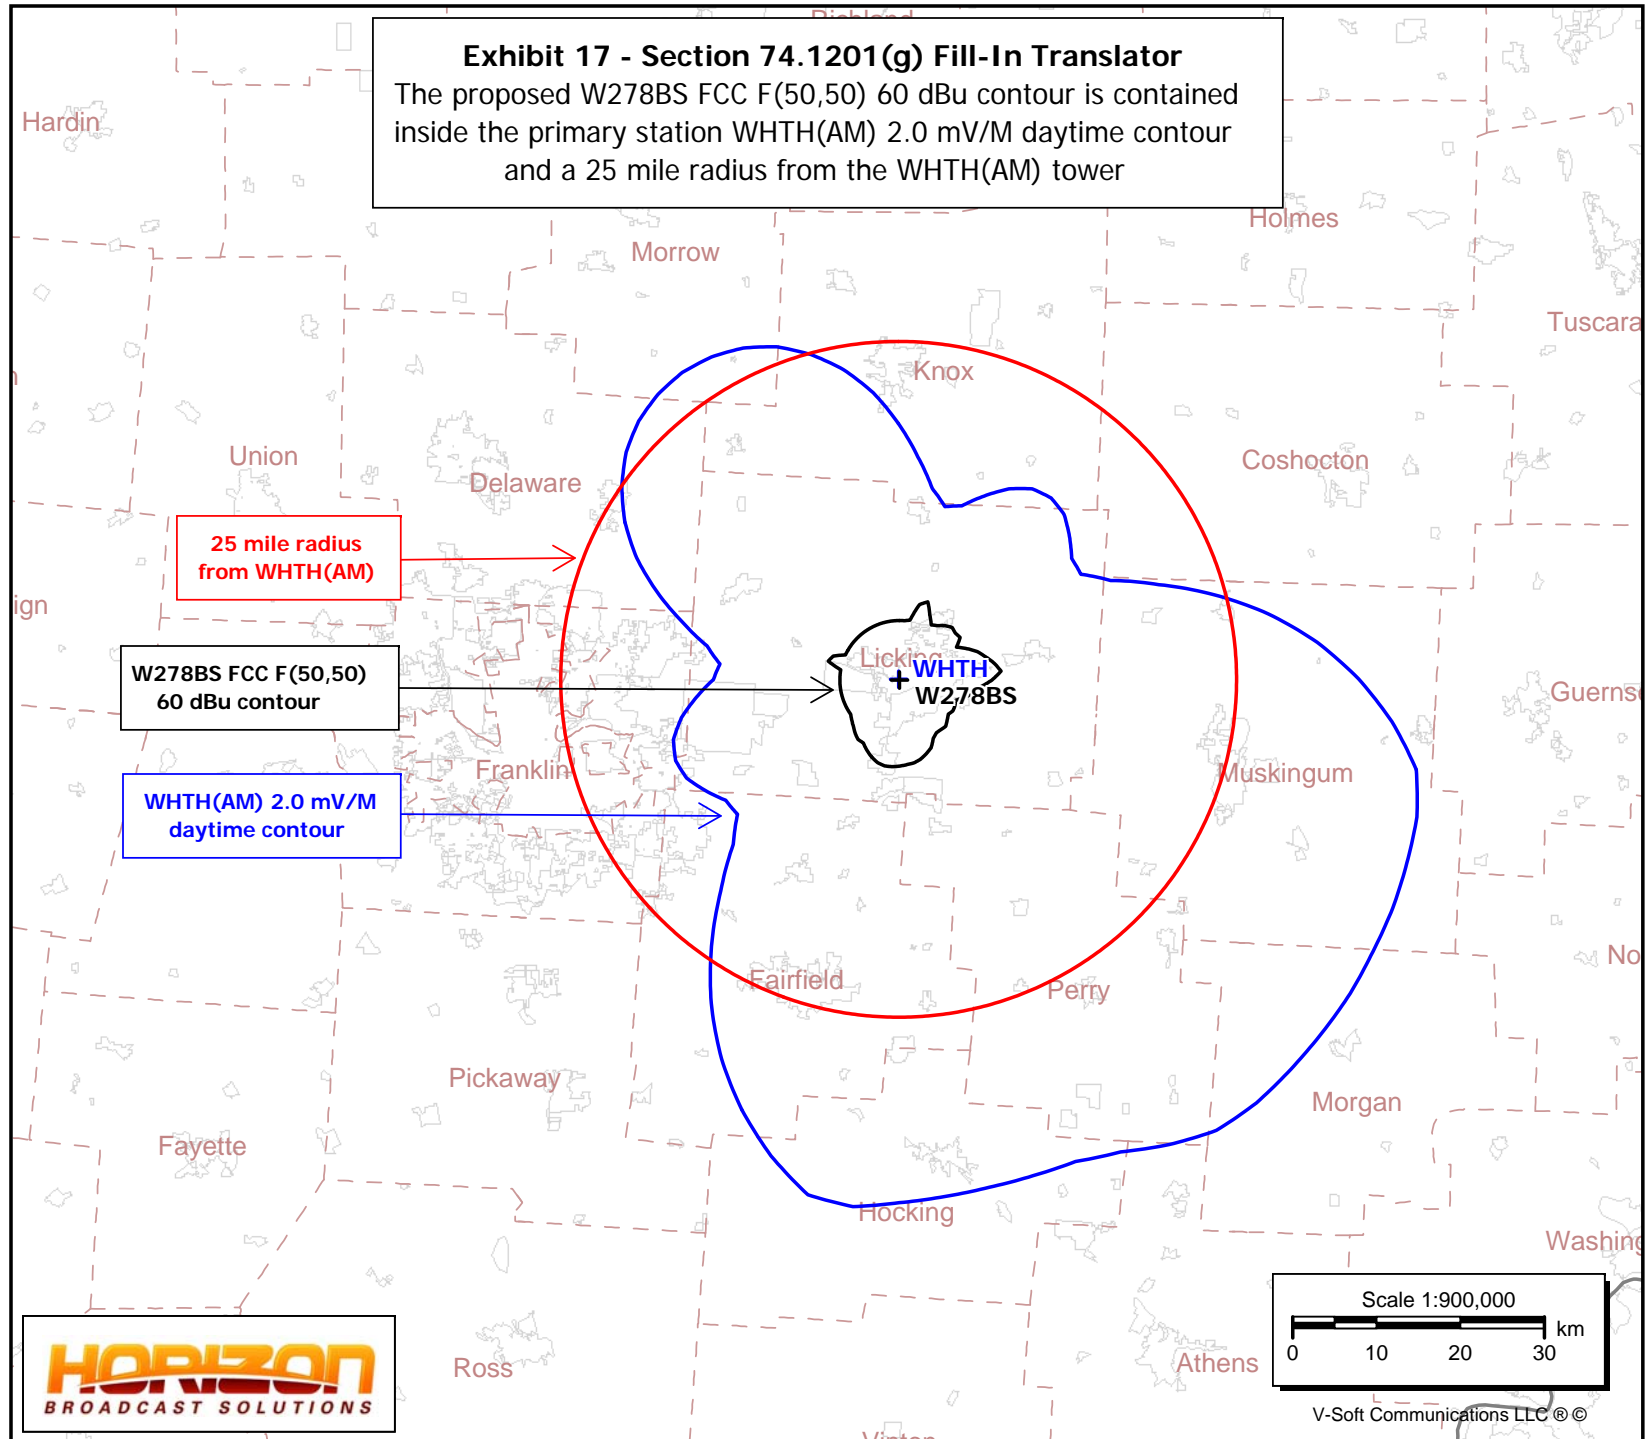 Exhibit 17 - Section 74.1201(g) Fill-In Translator
The proposed W278BS FCC F(50,50) 60 dBu contour is contained
inside the primary station WHTH(AM) 2.0 mV/M daytime contour
and a 25 mile radius from the WHTH(AM) tower
Hardin
Morrow
Holmes
Tuscara
Knox
Union
Delaware
Coshocton
25 mile radius
from WHTH(AM)
ign
Licking
WHTH
W278BS
W278BS FCC F(50,50)
60 dBu contour
Guerns
Franklin
Muskingum
WHTH(AM) 2.0 mV/M
daytime contour
Fairfield
Perry
No
Pickaway
Morgan
Fayette
Hocking
Washing
Scale 1:900,000
km
0 10 20 30
HORIZON
BROADCAST SOLUTIONS
Ross
Athens
V-Soft Communications LLC ® ©